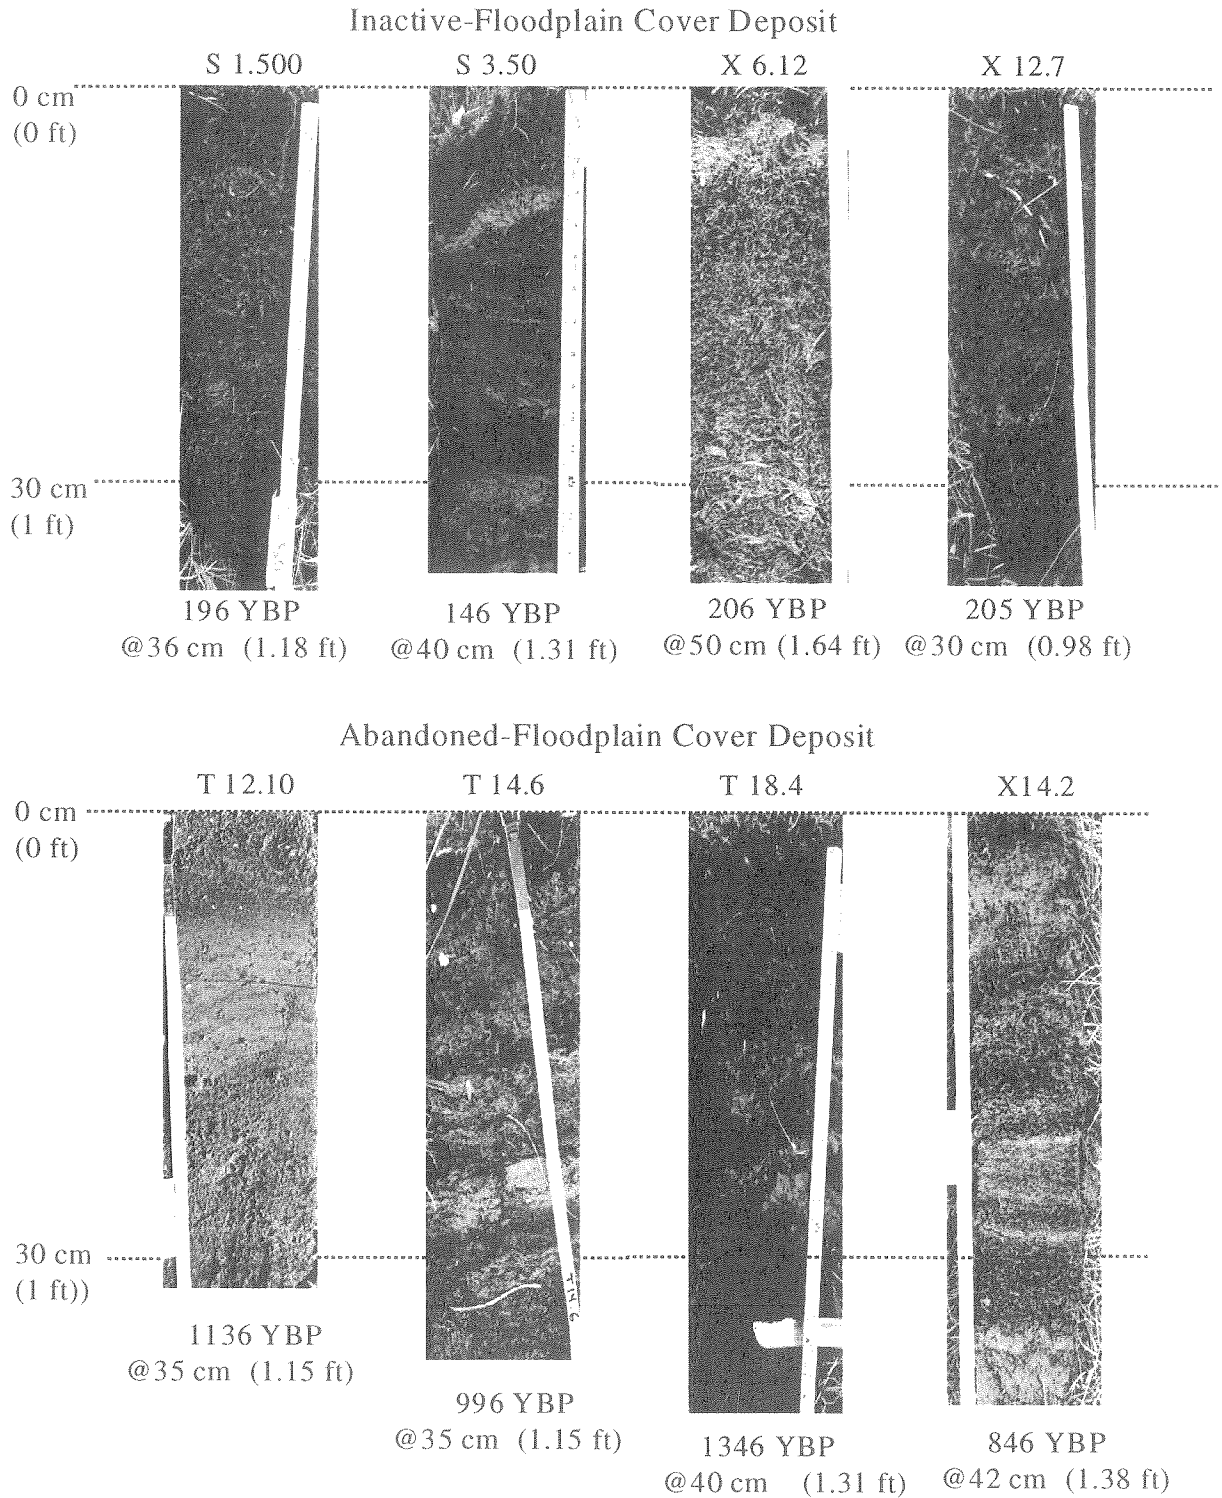 Inactive-Floodplain Cover Deposit
S 1.500 S 3.50 X 6.12 X 12.7
0 cm
(0 ft)
30 cm
(1 ft)
196 YBP 146 YBP 206 YBP 205 YBP
@36 cm (1.18 ft) @40 cm (1.31 ft) @50 cm (1.64 ft) @30 cm (0.98 ft)
Abandoned-Floodplain Cover Deposit
T 12.10 T 14.6 T 18.4 X14.2
0 cm
(0 ft)
30 cm
(1 ft))
T 14.6
1136 YBP
@35 cm (1.15 ft)
996 YBP
@35 cm (1.15 ft)
1346 YBP 846 YBP
@40 cm (1.31 ft) @42 cm (1.38 ft)